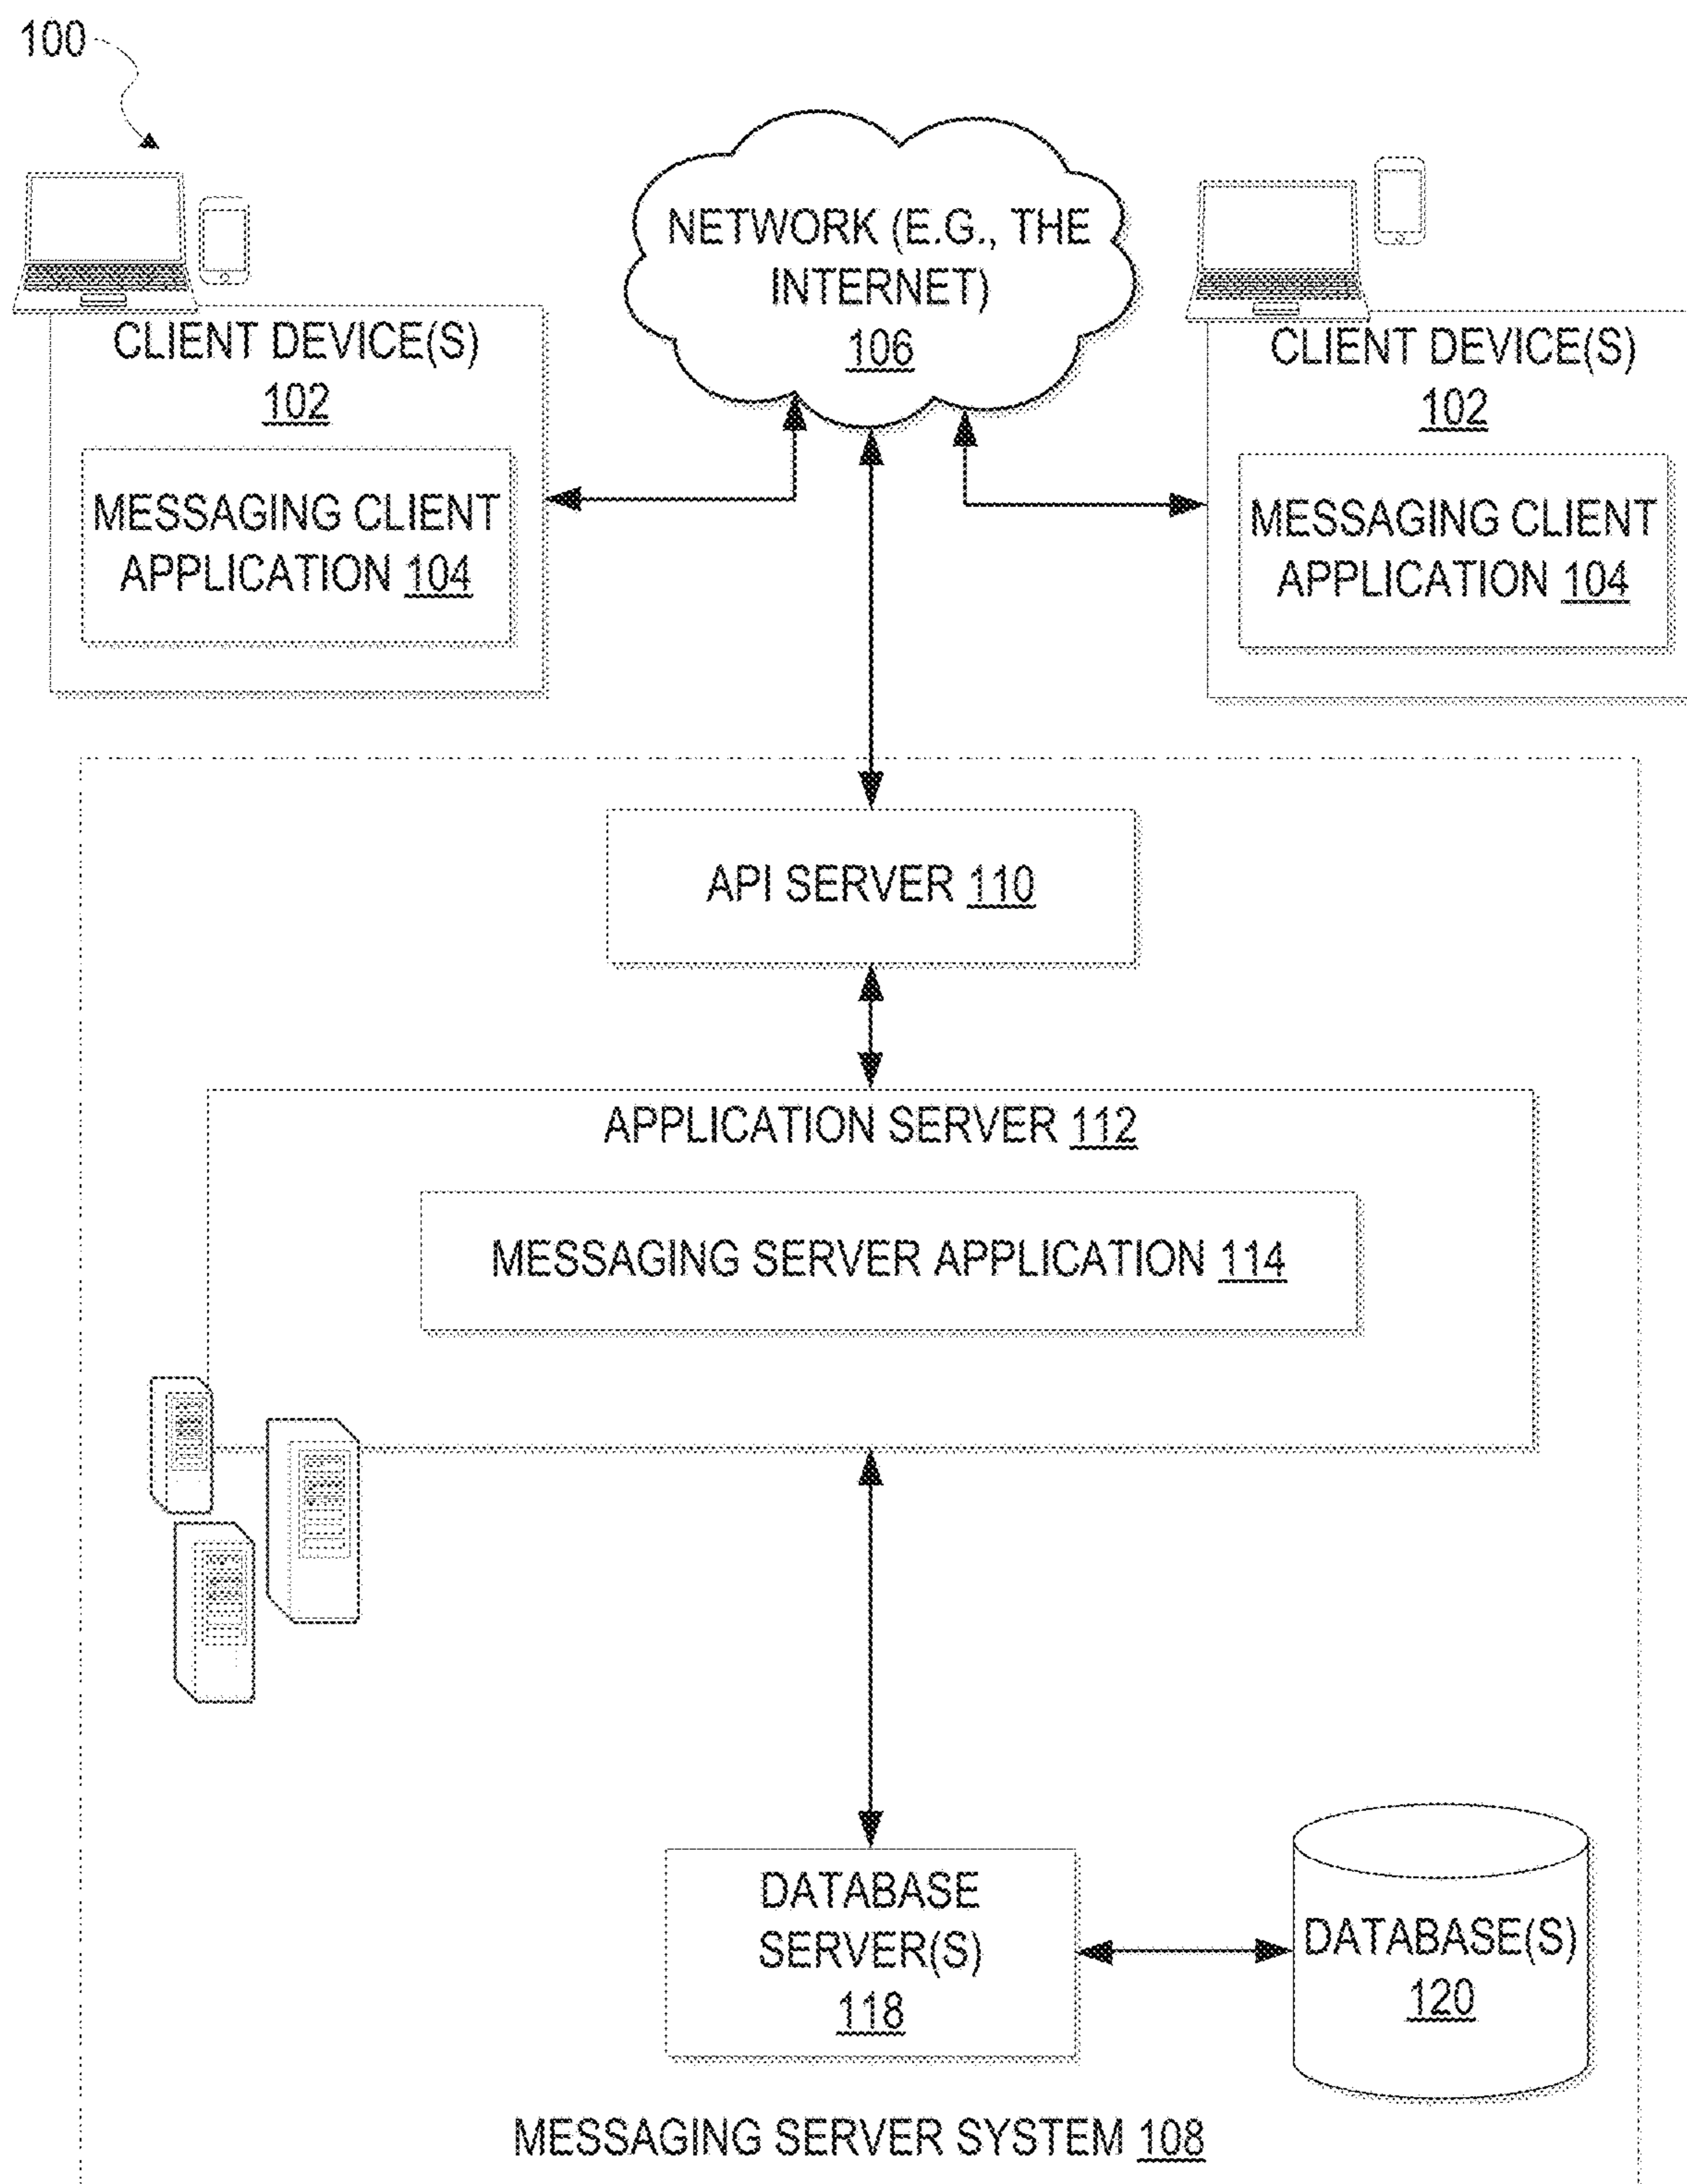 100
NETWORK (E.G., THE
INTERNET)
106
CLIENT DEVICE(S)
102
MESSAGING CLIENT
APPLICATION 104
CLIENT DEVICE(S)
102
MESSAGING CLIENT
APPLICATION 104
API SERVER 110
APPLICATION SERVER 112
MESSAGING SERVER APPLICATION 114
DATABASE
SERVER(S)
118
DATABASE(S)
120
MESSAGING SERVER SYSTEM 108